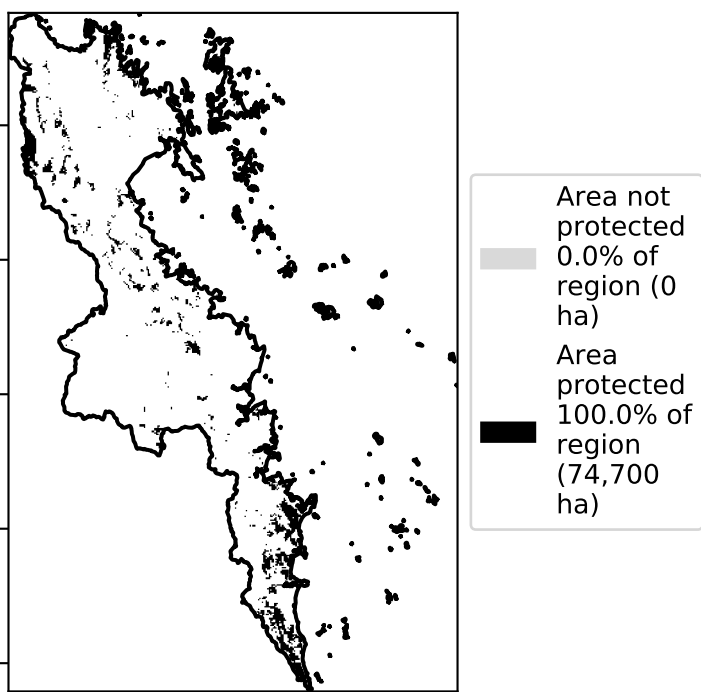 Area not
protected
0.0% of
region (0
ha)
Area
protected
100.0% of
region
(74,700
ha)